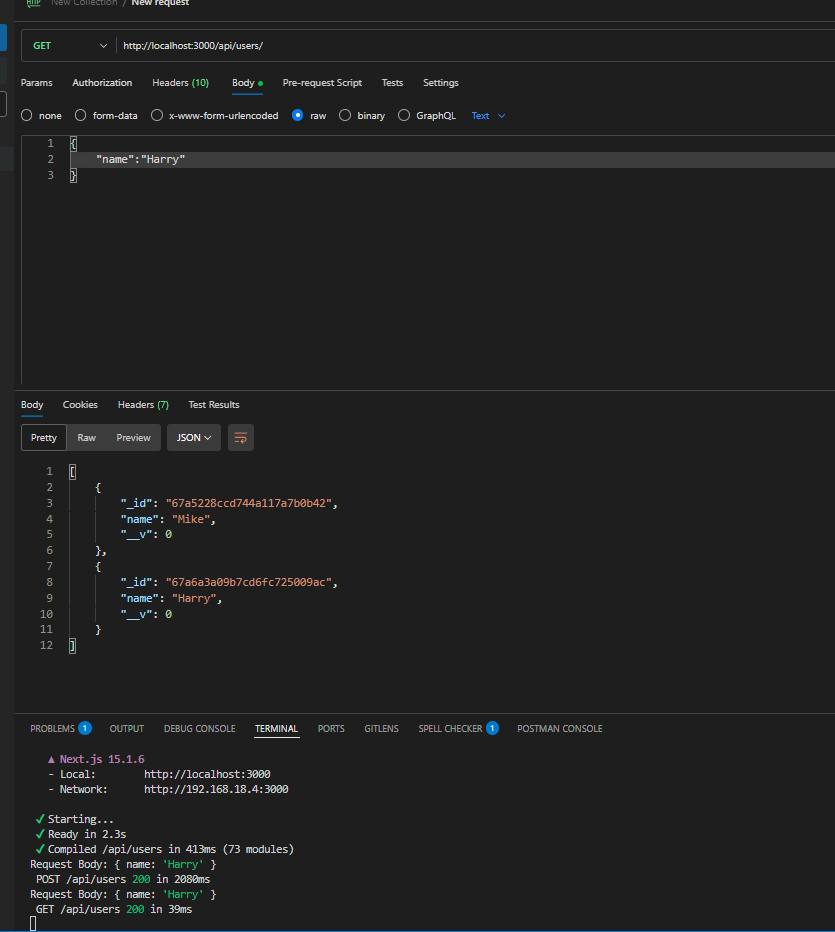 HTTP New Collection / New request
GET http://localhost:3000/api/users/
Params Authorization Headers (10) Body Pre-request Script Tests Settings
none form-data x-www-form-urlencoded raw binary GraphQL Text
1 {
2 "name":"Harry"
3 }
Body Cookies Headers (7) Test Results
Pretty Raw Preview JSON
1 [
2 {
3 "_id": "67a5228ccd744a117a7b0b42",
4 "name": "Mike",
5 "__v": 0
6 },
7 {
8 "_id": "67a6a3a09b7cd6fc725009ac",
9 "name": "Harry",
10 "__v": 0
11 }
12 ]
PROBLEMS 1 OUTPUT DEBUG CONSOLE TERMINAL PORTS GITLENS SPELL CHECKER 1 POSTMAN CONSOLE
▲ Next.js 15.1.6
- Local: http://localhost:3000
- Network: http://192.168.18.4:3000
✓ Starting...
✓ Ready in 2.3s
✓ Compiled /api/users in 413ms (73 modules)
Request Body: { name: 'Harry' }
POST /api/users 200 in 2080ms
Request Body: { name: 'Harry' }
GET /api/users 200 in 39ms